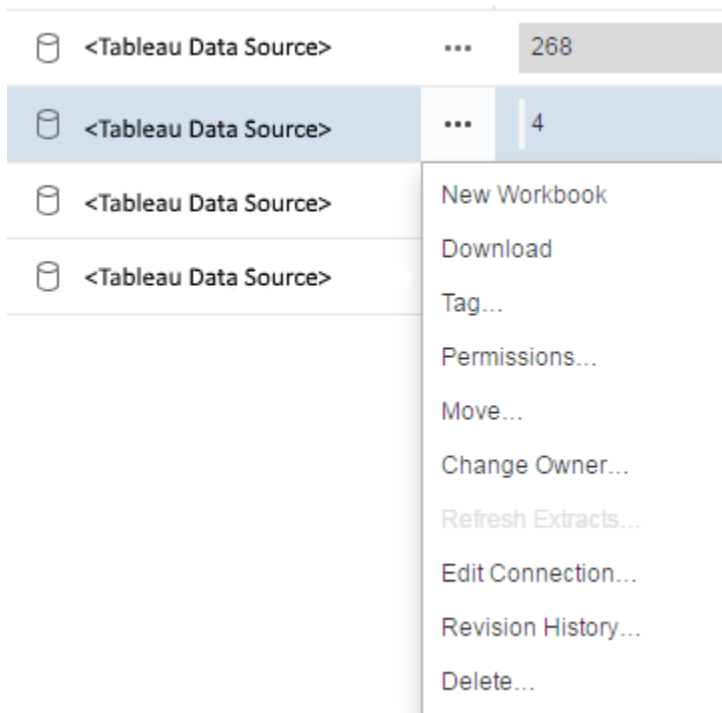 <Tableau Data Source> ... 268
<Tableau Data Source> ... 4
<Tableau Data Source>
<Tableau Data Source>
New Workbook
Download
Tag...
Permissions...
Move...
Change Owner...
Refresh Extracts...
Edit Connection...
Revision History...
Delete...